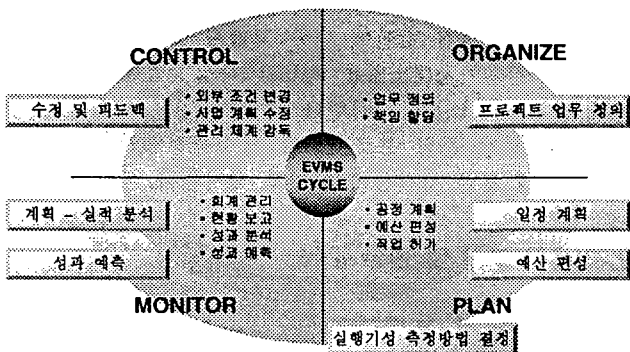 CONTROL
수정 및 피드백
• 외부 조건 변경
• 사업 계획 수정
• 관리 체계 감독
ORGANIZE
• 업무 정의
• 책임 할당
프로젝트 업무 정의
EVMS
CYCLE
계획 – 실적 분석
성과 예측
• 회계 관리
• 현황 보고
• 성과 분석
• 성과 예측
MONITOR
• 공정 계획
• 예산 편성
• 작업 허가
일정 계획
예산 편성
PLAN
실행기성 측정방법 결정